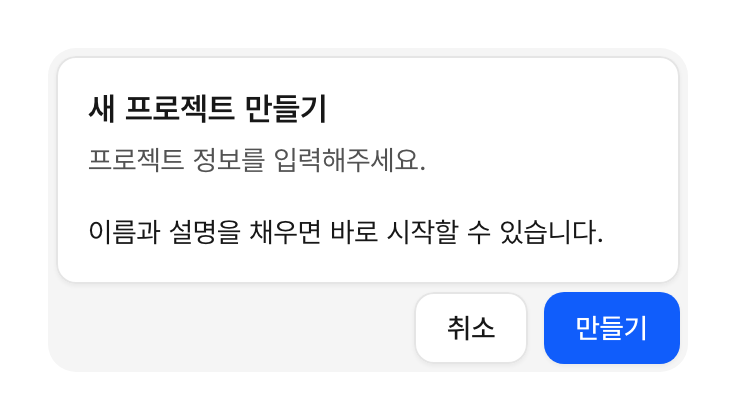 새 프로젝트 만들기
프로젝트 정보를 입력해주세요.
이름과 설명을 채우면 바로 시작할 수 있습니다.
취소
만들기